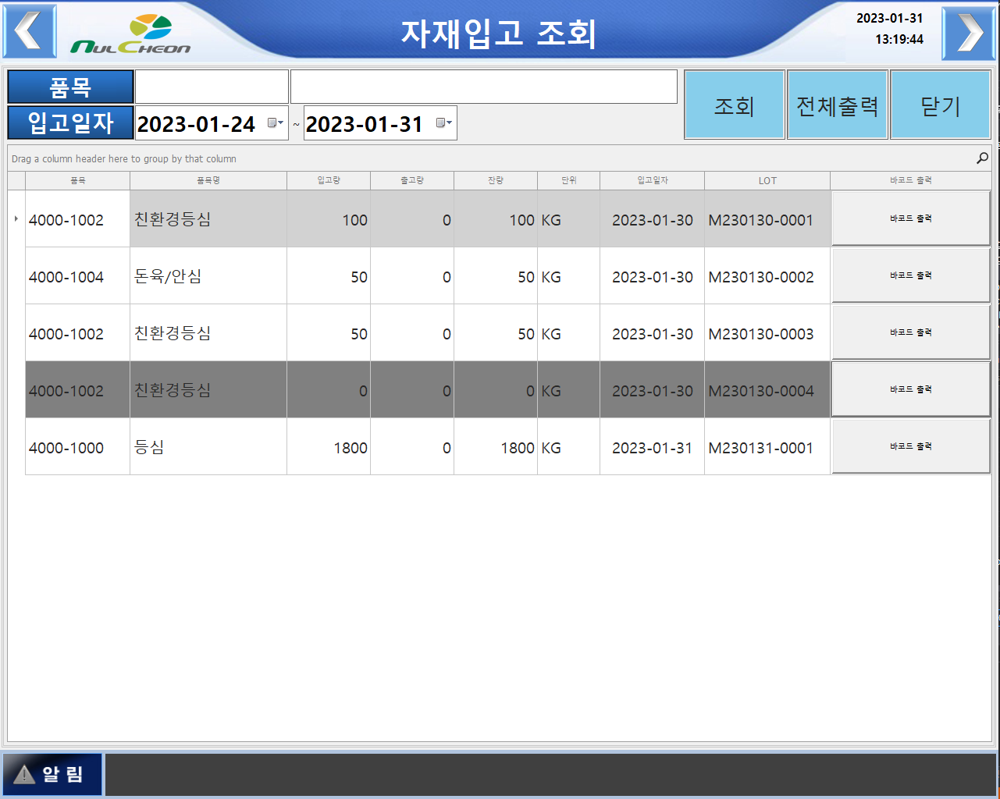 NULCHEON
자재입고 조회
2023-01-31
13:19:44
품목
입고일자
2023-01-24 ~ 2023-01-31
조회 전체출력 닫기
Drag a column header here to group by that column
품목 품목명 입고량 출고량 잔량 단위 입고일자 LOT 바코드 출력
4000-1002 친환경등심 100 0 100 KG 2023-01-30 M230130-0001 바코드 출력
4000-1004 돈육/안심 50 0 50 KG 2023-01-30 M230130-0002 바코드 출력
4000-1002 친환경등심 50 0 50 KG 2023-01-30 M230130-0003 바코드 출력
4000-1002 친환경등심 0 0 0 KG 2023-01-30 M230130-0004 바코드 출력
4000-1000 등심 1800 0 1800 KG 2023-01-31 M230131-0001 바코드 출력
알 림